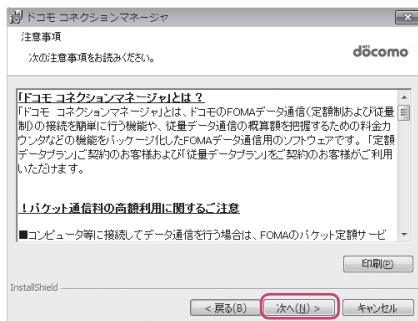 ドコモ コネクションマネージャ
注意事項
次の注意事項をお読みください。
döcomo
「ドコモ コネクションマネージャ」とは？
「ドコモ コネクションマネージャ」とは、ドコモのFOMAデータ通信(定額制および従量
制)の接続を簡単に行う機能や、従量データ通信の概算額を把握するための料金カ
ウンタなどの機能をパッケージ化したFOMAデータ通信用のソフトウェアです。「定額
データプラン」ご契約のお客様および「従量データプラン」をご契約のお客様がご利用
いただけます。
！パケット通信料の高額利用に関するご注意
■コンピュータ等に接続してデータ通信を行う場合は、FOMAのパケット定額サービ
印刷(P)
InstallShield
< 戻る(B)
次へ(N) >
キャンセル